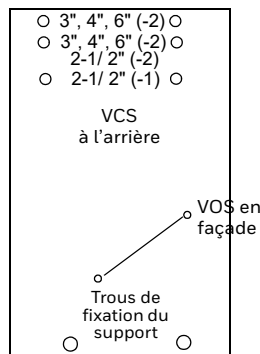 3", 4", 6" (-2)
3", 4", 6" (-2)
2-1/ 2" (-2)
2-1/ 2" (-1)
VCS
à l’arrière
VOS en
façade
Trous de
fixation du
support